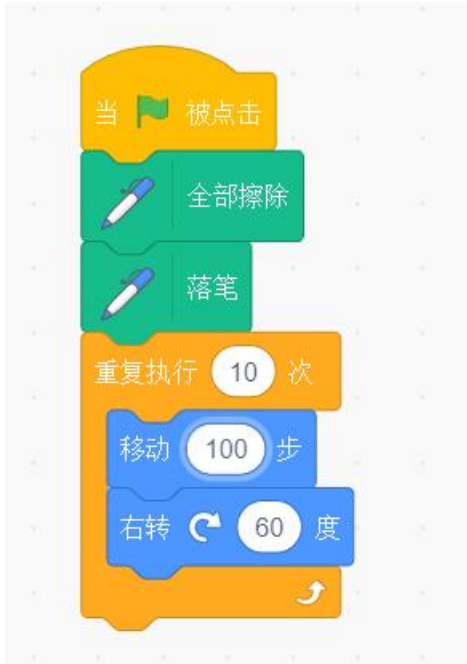 当 被点击
全部擦除
落笔
重复执行 10 次
移动 100 步
右转 60 度